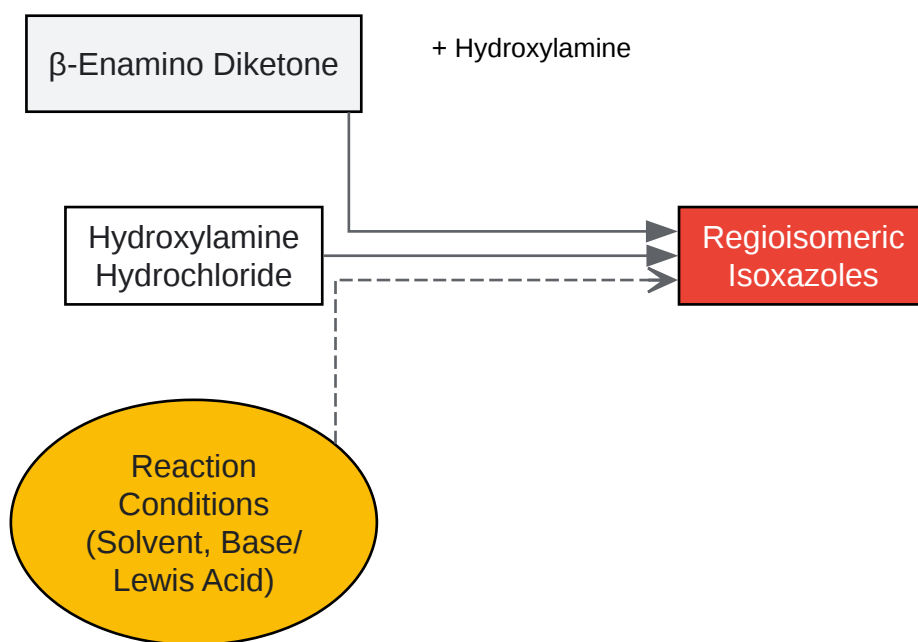 β-Enamino Diketone
+ Hydroxylamine
Hydroxylamine
Hydrochloride
Regioisomeric
Isoxazoles
Reaction
Conditions
(Solvent, Base/
Lewis Acid)